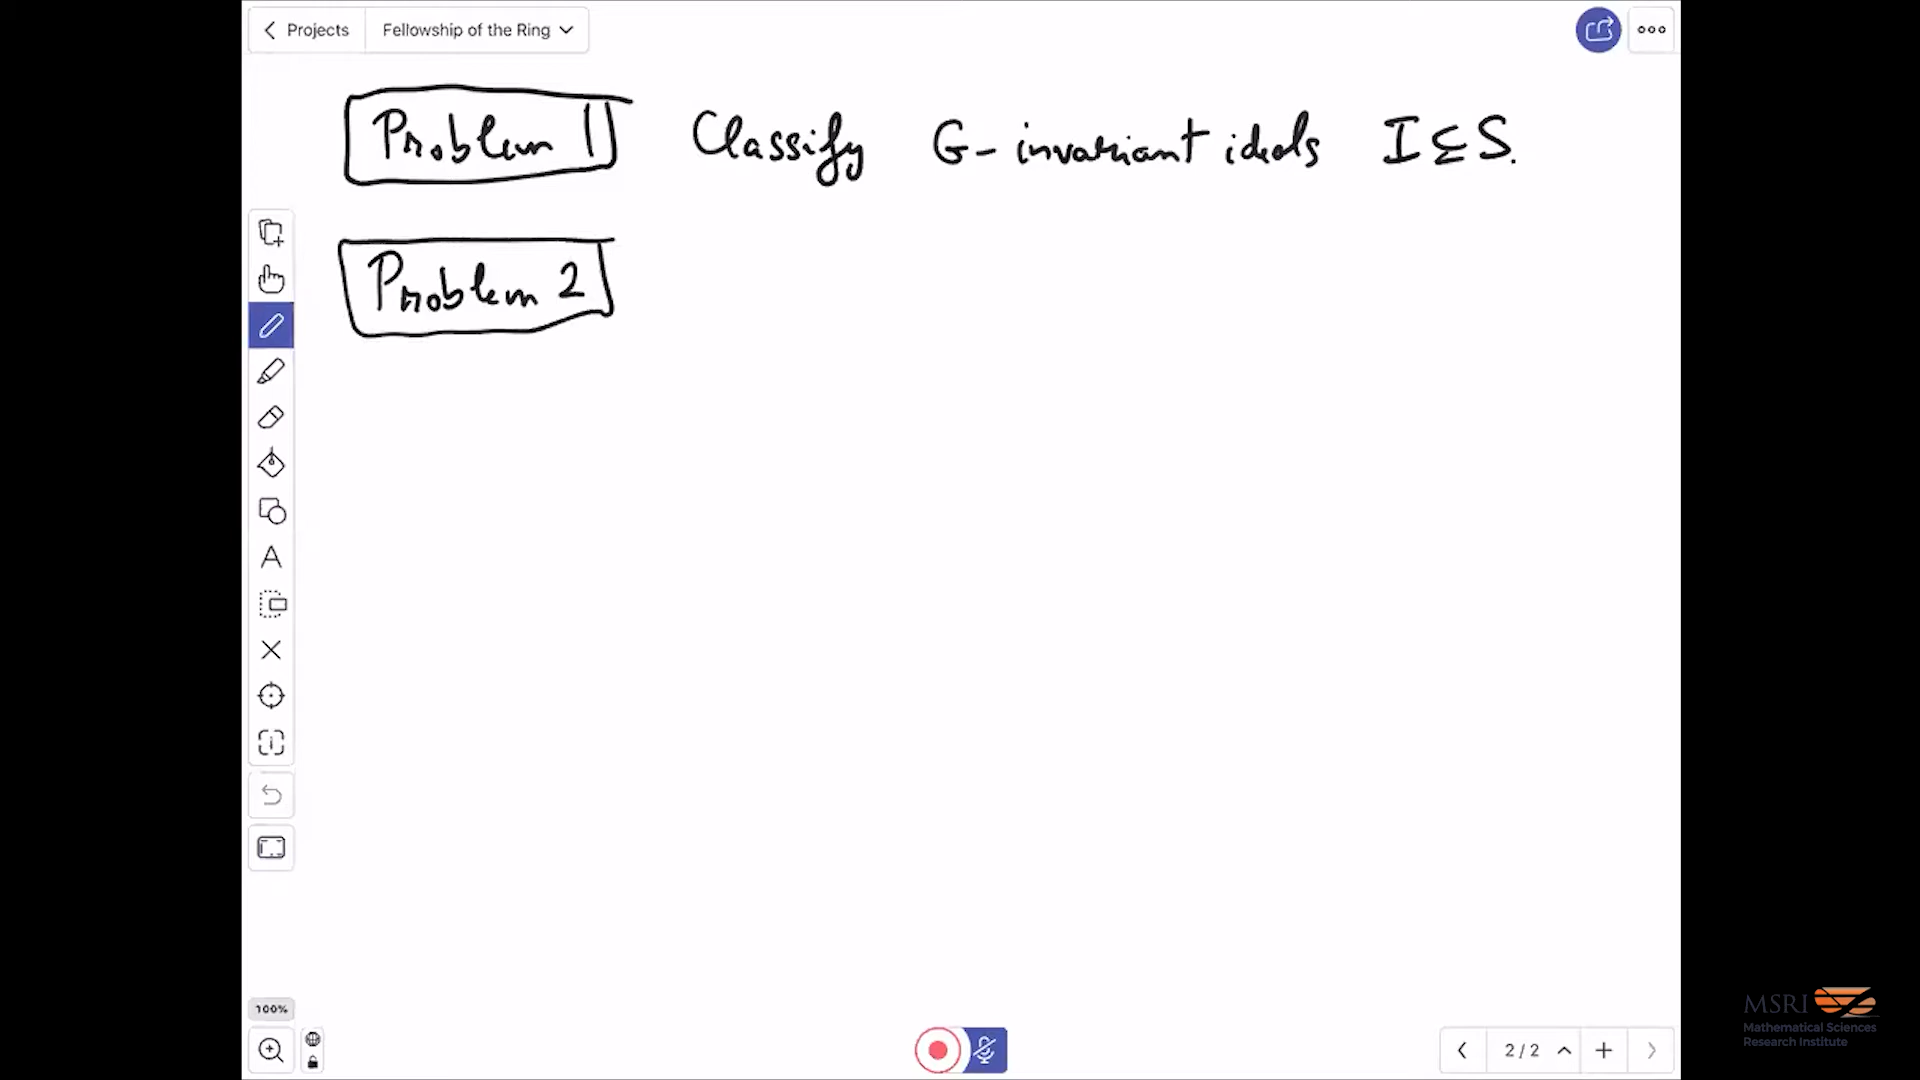 Projects
Fellowship of the Ring
Problem 1 Classify G-invariant ideals I ⊆ S.
Problem 2
A
100%
2/2
MSRI
Mathematical Sciences
Research Institute